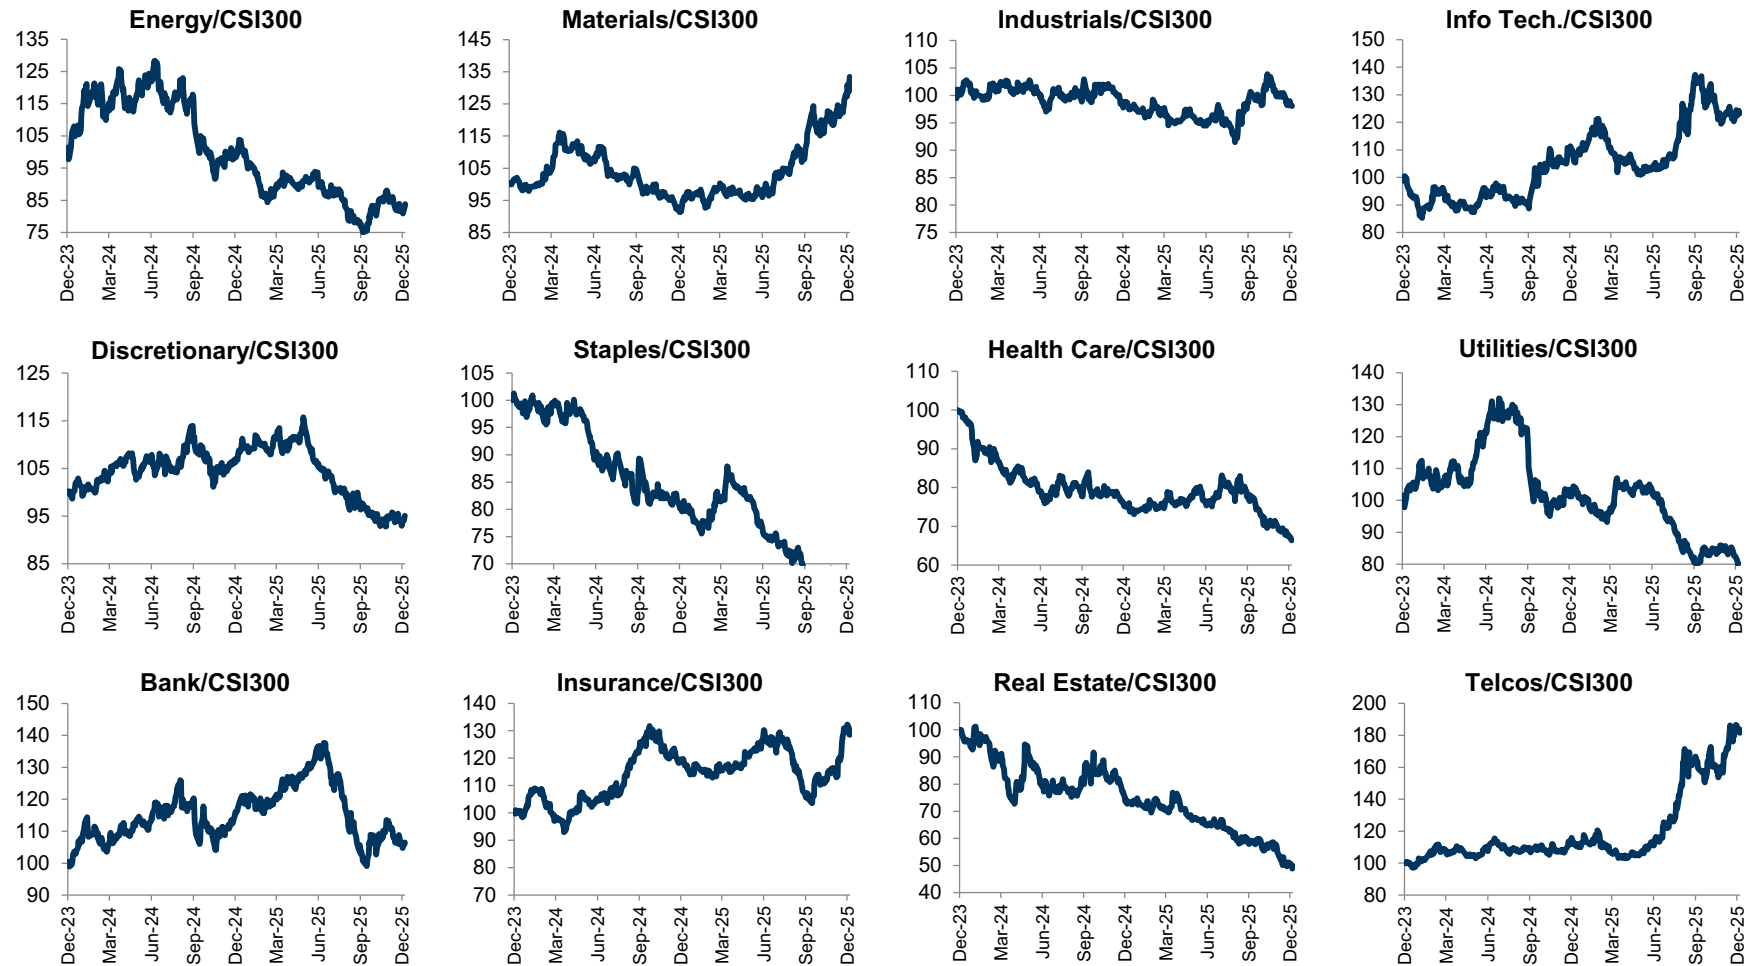 Energy/CSI300
135
125
115
105
95
85
75
Dec-23
Mar-24
Jun-24
Sep-24
Dec-24
Mar-25
Jun-25
Sep-25
Dec-25
Materials/CSI300
145
135
125
115
105
95
85
Dec-23
Mar-24
Jun-24
Sep-24
Dec-24
Mar-25
Jun-25
Sep-25
Dec-25
Industrials/CSI300
110
105
100
95
90
85
80
75
Dec-23
Mar-24
Jun-24
Sep-24
Dec-24
Mar-25
Jun-25
Sep-25
Dec-25
Info Tech./CSI300
150
140
130
120
110
100
90
80
Dec-23
Mar-24
Jun-24
Sep-24
Dec-24
Mar-25
Jun-25
Sep-25
Dec-25
Discretionary/CSI300
125
115
105
95
85
Dec-23
Mar-24
Jun-24
Sep-24
Dec-24
Mar-25
Jun-25
Sep-25
Dec-25
Staples/CSI300
105
100
95
90
85
80
75
70
Dec-23
Mar-24
Jun-24
Sep-24
Dec-24
Mar-25
Jun-25
Sep-25
Dec-25
Health Care/CSI300
110
100
90
80
70
60
Dec-23
Mar-24
Jun-24
Sep-24
Dec-24
Mar-25
Jun-25
Sep-25
Dec-25
Utilities/CSI300
140
130
120
110
100
90
80
Dec-23
Mar-24
Jun-24
Sep-24
Dec-24
Mar-25
Jun-25
Sep-25
Dec-25
Bank/CSI300
150
140
130
120
110
100
90
Dec-23
Mar-24
Jun-24
Sep-24
Dec-24
Mar-25
Jun-25
Sep-25
Dec-25
Insurance/CSI300
140
130
120
110
100
90
80
70
Dec-23
Mar-24
Jun-24
Sep-24
Dec-24
Mar-25
Jun-25
Sep-25
Dec-25
Real Estate/CSI300
110
100
90
80
70
60
50
40
Dec-23
Mar-24
Jun-24
Sep-24
Dec-24
Mar-25
Jun-25
Sep-25
Dec-25
Telcos/CSI300
200
180
160
140
120
100
80
Dec-23
Mar-24
Jun-24
Sep-24
Dec-24
Mar-25
Jun-25
Sep-25
Dec-25